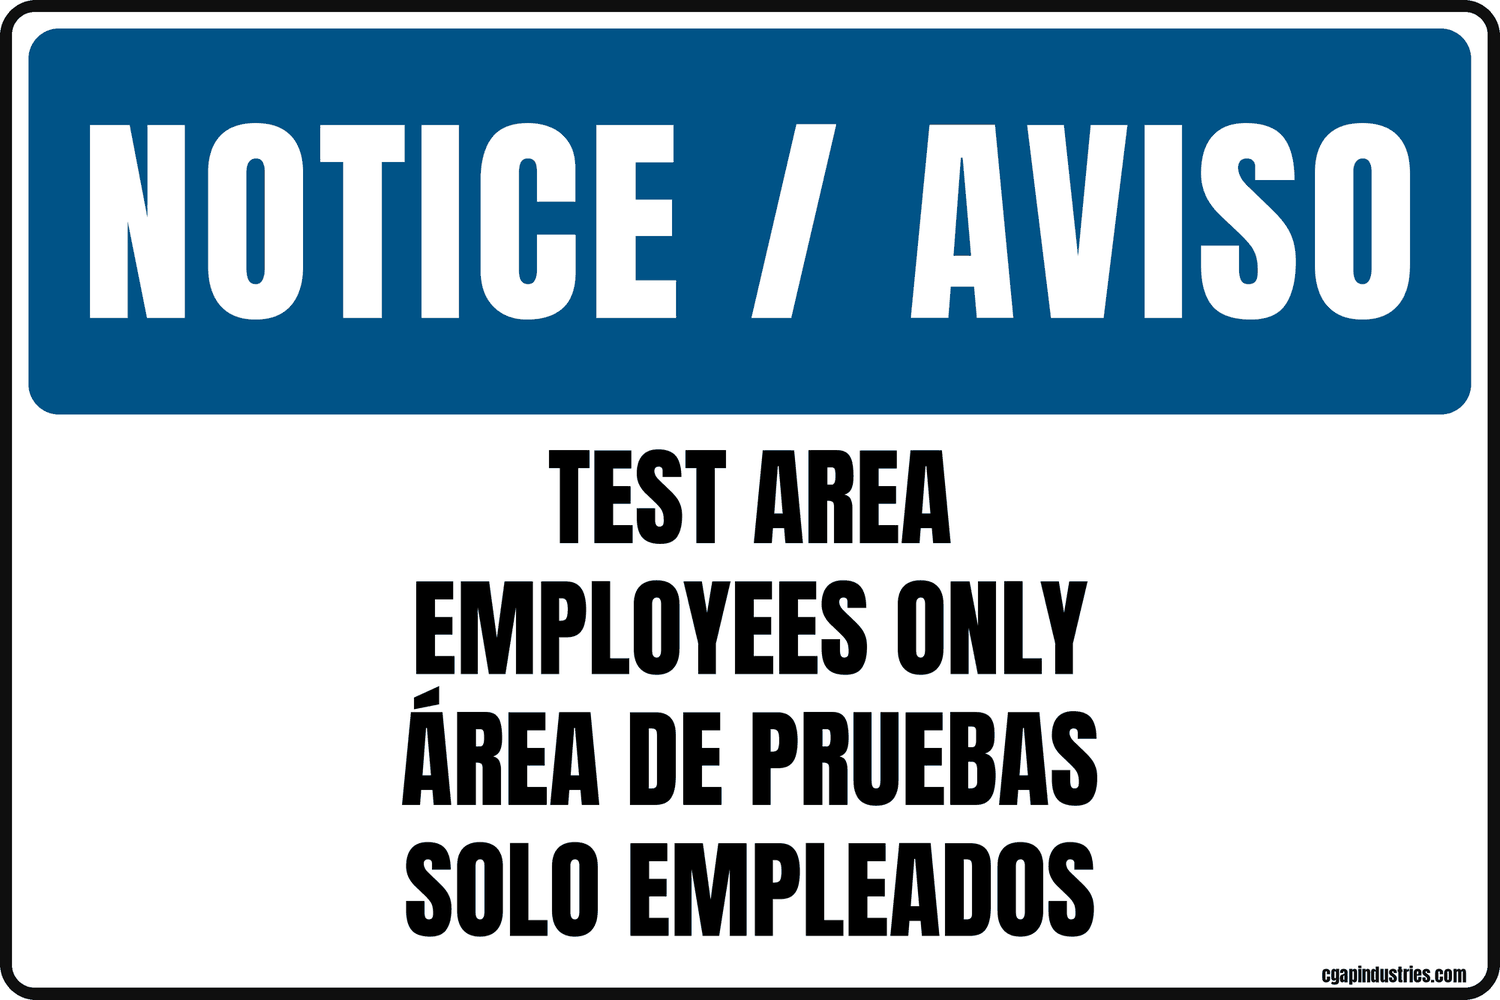 NOTICE / AVISO
TEST AREA
EMPLOYEES ONLY
ÁREA DE PRUEBAS
SOLO EMPLEADOS
cgapindustries.com